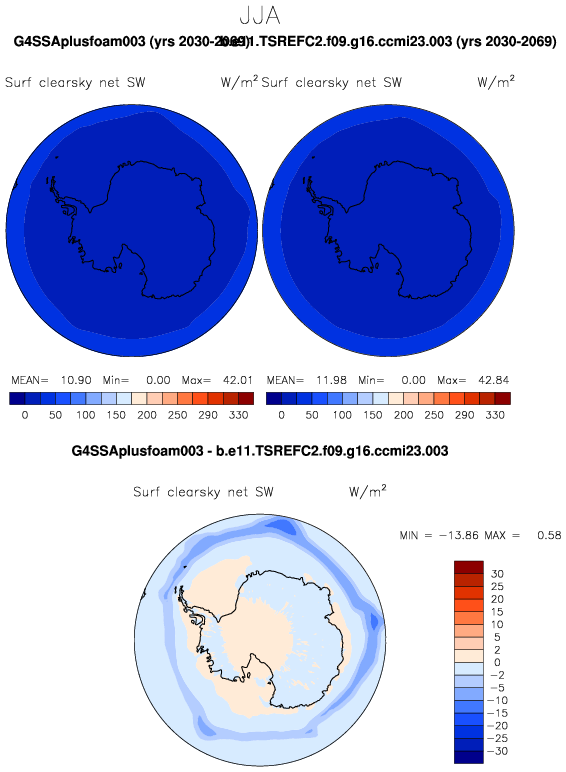 JJA
G4SSAplusfoam003 (yrs 2030-2069) b.e11.TSREFC2.f09.g16.ccmi23.003 (yrs 2030-2069)
Surf clearsky net SW W/m² Surf clearsky net SW W/m²
MEAN= 10.90 Min= 0.00 Max= 42.01 MEAN= 11.98 Min= 0.00 Max= 42.84
0 50 100 150 200 250 290 330 0 50 100 150 200 250 290 330
G4SSAplusfoam003 - b.e11.TSREFC2.f09.g16.ccmi23.003
Surf clearsky net SW W/m²
MIN = -13.86 MAX = 0.58
30
25
20
15
10
5
2
0
-2
-5
-10
-15
-20
-25
-30